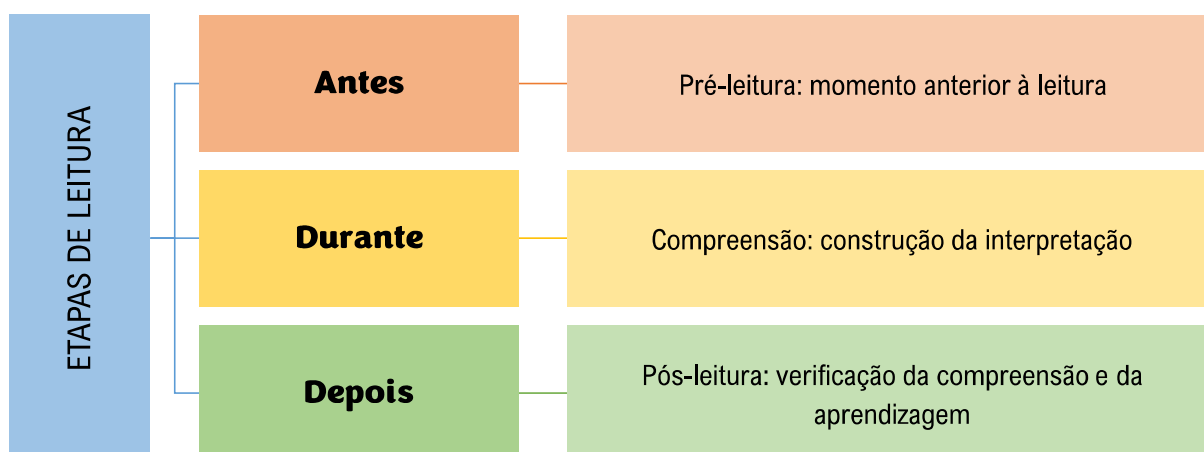 ETAPAS DE LEITURA
Antes
Pré-leitura: momento anterior à leitura
Durante
Compreensão: construção da interpretação
Depois
Pós-leitura: verificação da compreensão e da
aprendizagem